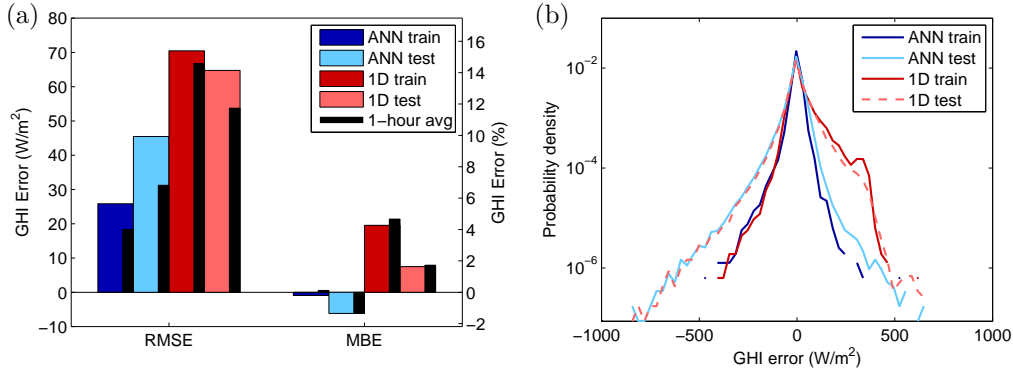 (a)
80
70
60
50
40
30
20
10
0
−10
GHI Error (W/m²)
16
14
12
10
8
6
4
2
0
−2
GHI Error (%)
ANN train
ANN test
1D train
1D test
1−hour avg
RMSE
MBE
(b)
10⁻²
10⁻⁴
10⁻⁶
Probability density
ANN train
ANN test
1D train
1D test
−1000
−500
0
500
1000
GHI error (W/m²)